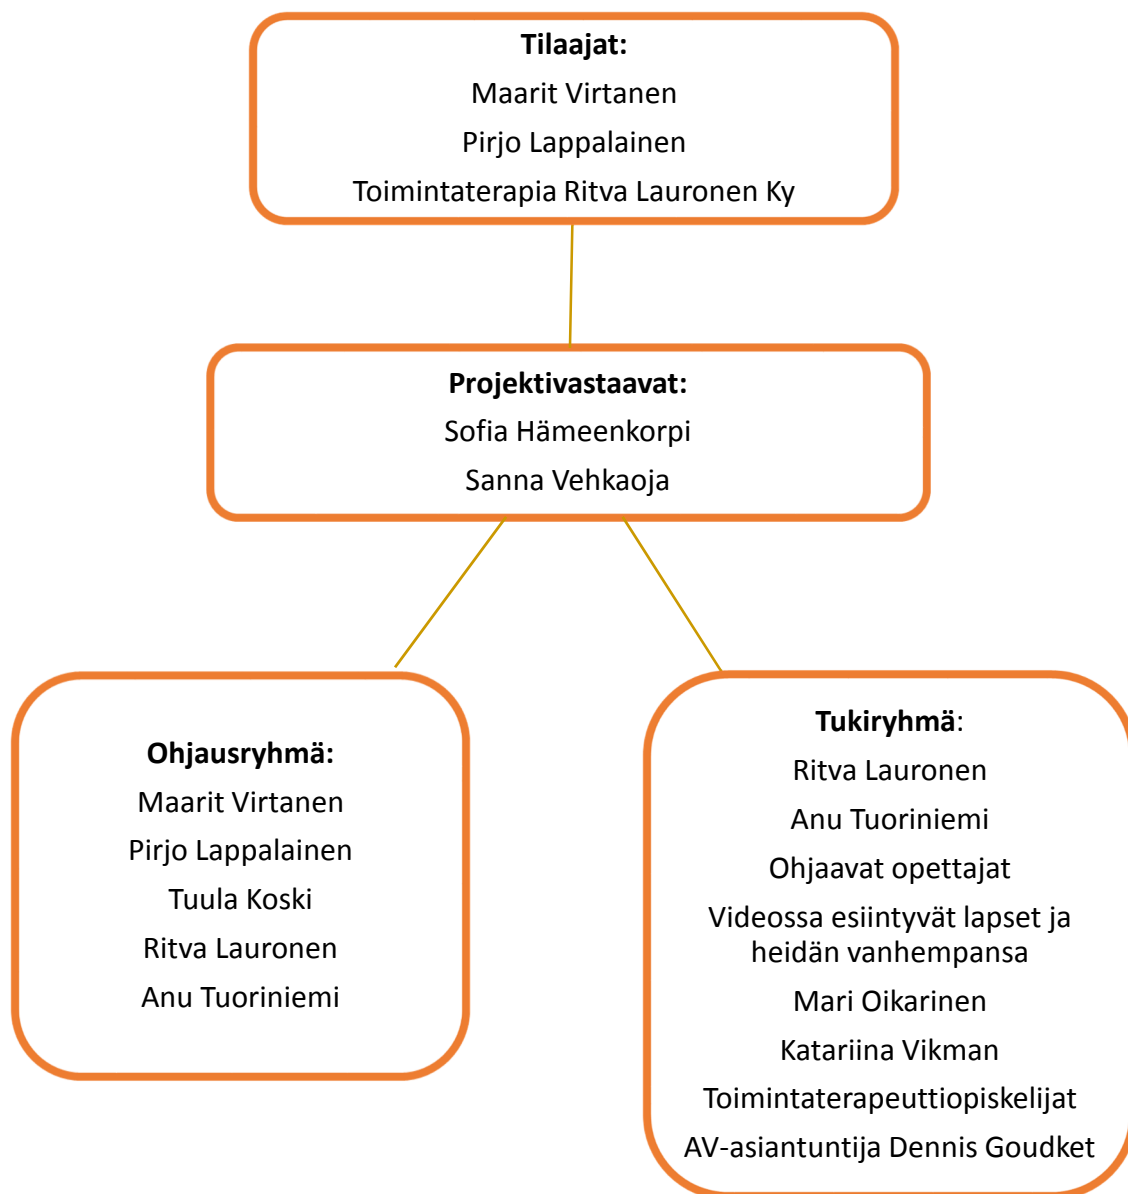 Tilaajat:
Maarit Virtanen
Pirjo Lappalainen
Toimintaterapia Ritva Lauronen Ky
Projektivastaavat:
Sofia Hämeenkorpi
Sanna Vehkaoja
Ohjausryhmä:
Maarit Virtanen
Pirjo Lappalainen
Tuula Koski
Ritva Lauronen
Anu Tuoriniemi
Tukiryhmä:
Ritva Lauronen
Anu Tuoriniemi
Ohjaavat opettajat
Videossa esiintyvät lapset ja
heidän vanhempansa
Mari Oikarinen
Katariina Vikman
Toimintaterapeuttiopiskelijat
AV-asiantuntija Dennis Goudket